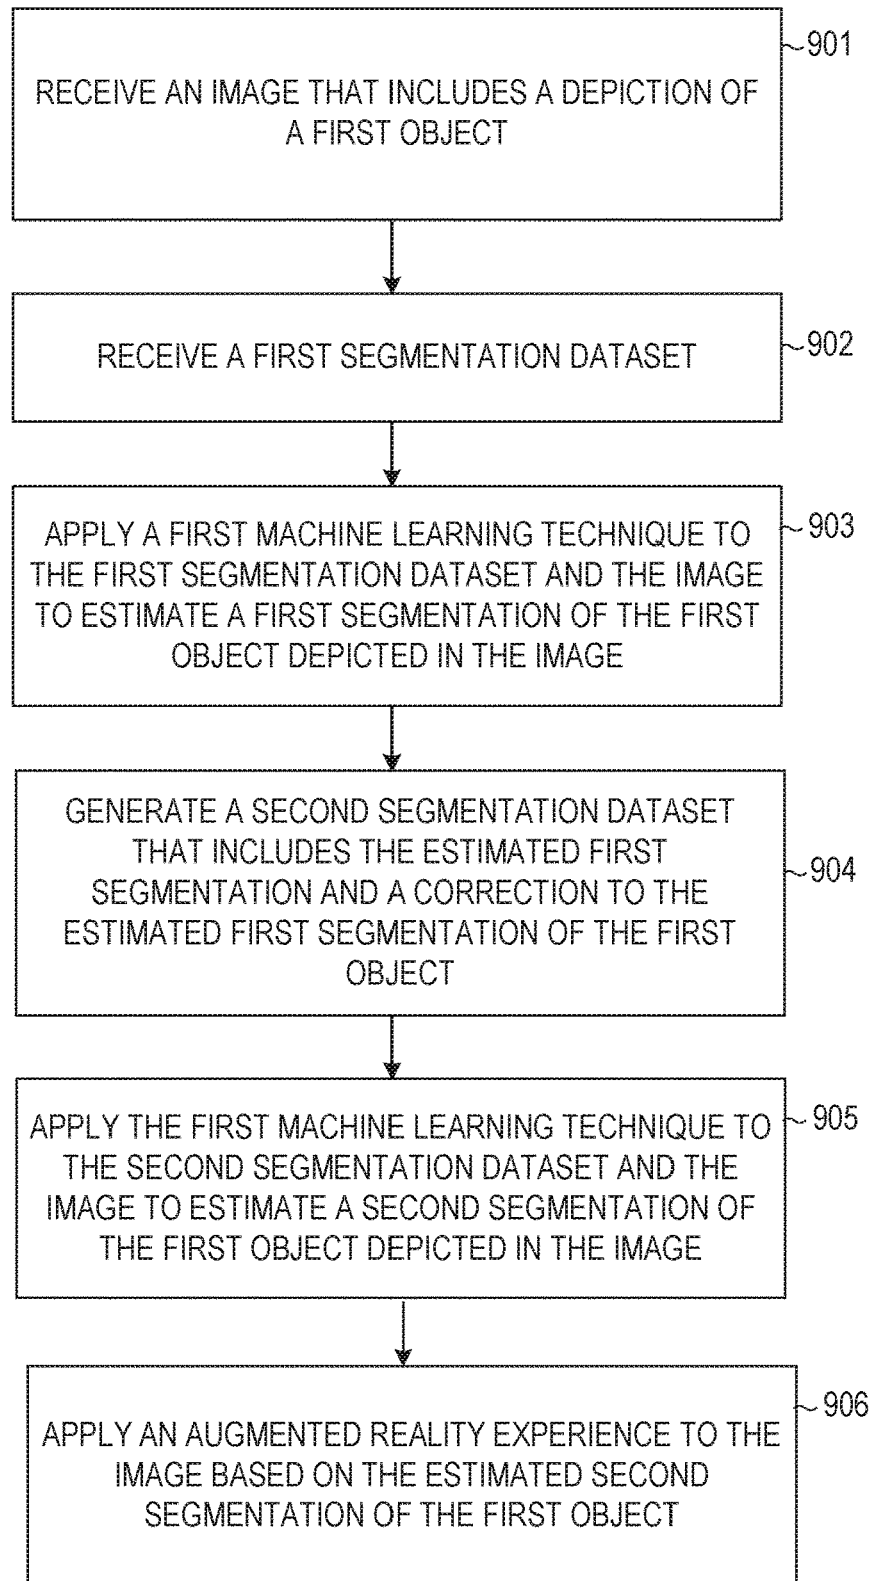 901
RECEIVE AN IMAGE THAT INCLUDES A DEPICTION OF
A FIRST OBJECT
902
RECEIVE A FIRST SEGMENTATION DATASET
903
APPLY A FIRST MACHINE LEARNING TECHNIQUE TO
THE FIRST SEGMENTATION DATASET AND THE IMAGE
TO ESTIMATE A FIRST SEGMENTATION OF THE FIRST
OBJECT DEPICTED IN THE IMAGE
904
GENERATE A SECOND SEGMENTATION DATASET
THAT INCLUDES THE ESTIMATED FIRST
SEGMENTATION AND A CORRECTION TO THE
ESTIMATED FIRST SEGMENTATION OF THE FIRST
OBJECT
905
APPLY THE FIRST MACHINE LEARNING TECHNIQUE TO
THE SECOND SEGMENTATION DATASET AND THE
IMAGE TO ESTIMATE A SECOND SEGMENTATION OF
THE FIRST OBJECT DEPICTED IN THE IMAGE
906
APPLY AN AUGMENTED REALITY EXPERIENCE TO THE
IMAGE BASED ON THE ESTIMATED SECOND
SEGMENTATION OF THE FIRST OBJECT